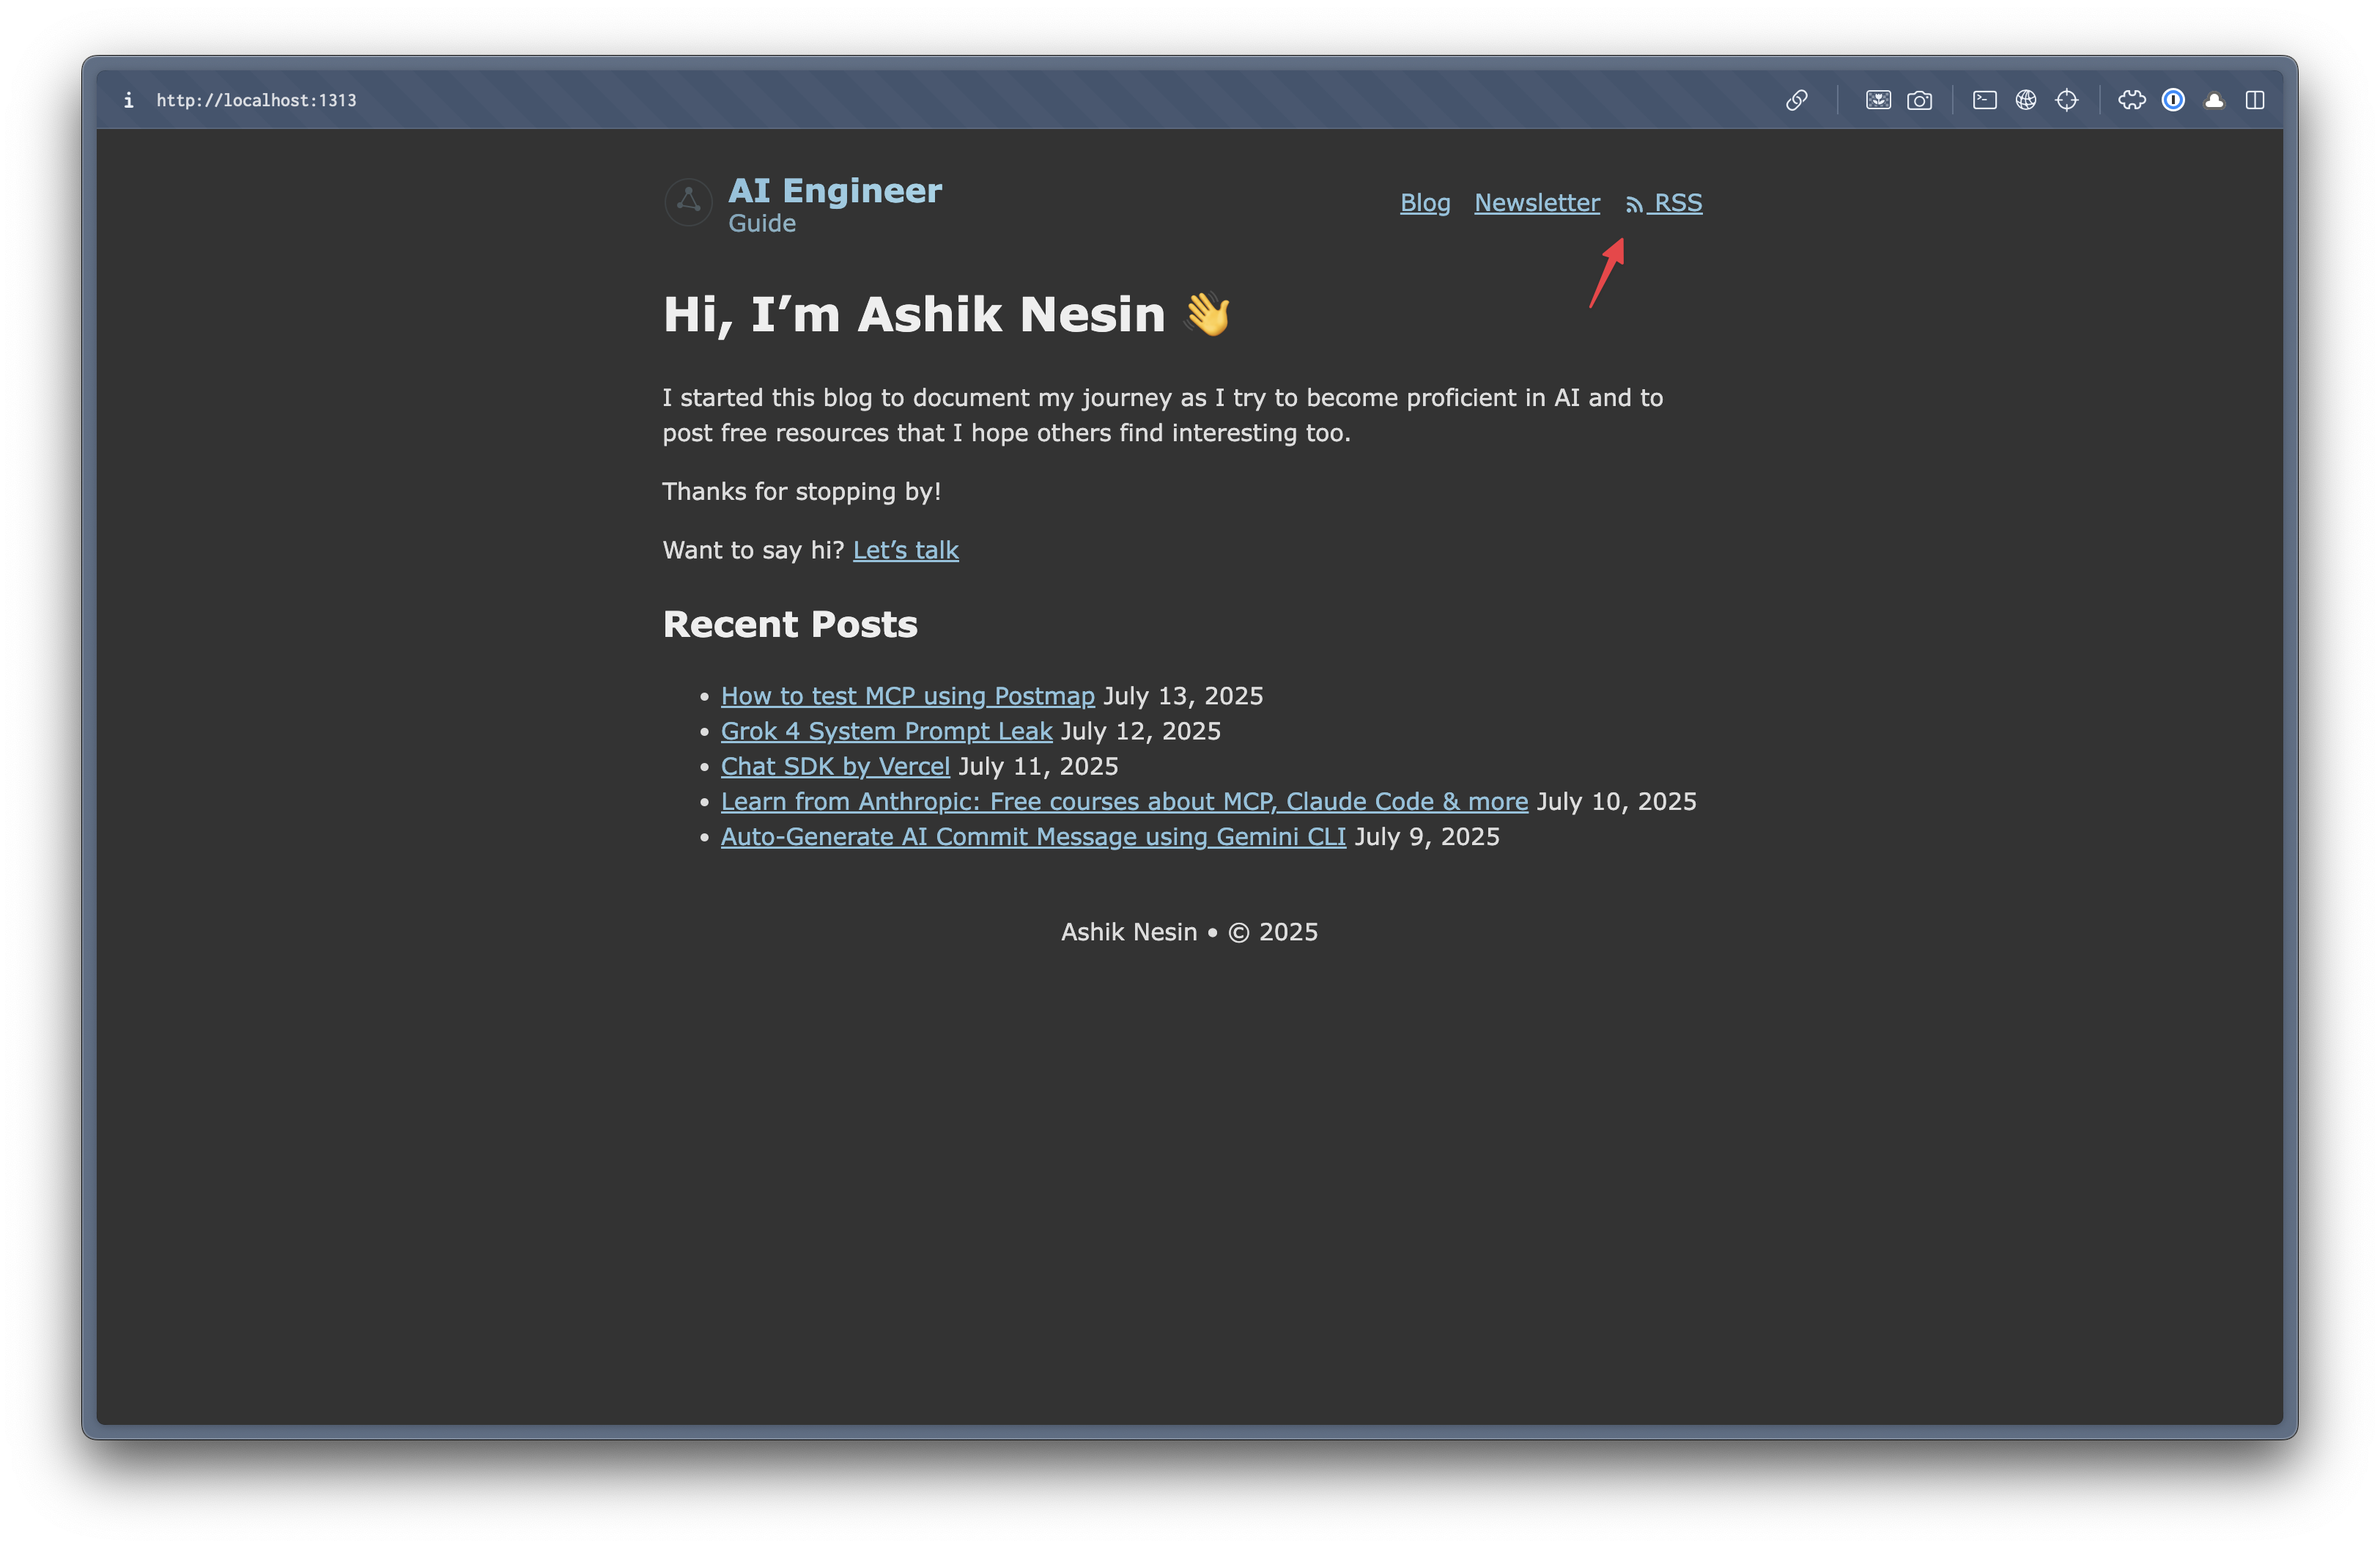 http://localhost:1313
AI Engineer
Guide
Blog Newsletter RSS
Hi, I’m Ashik Nesin 👋
I started this blog to document my journey as I try to become proficient in AI and to
post free resources that I hope others find interesting too.
Thanks for stopping by!
Want to say hi? Let’s talk
Recent Posts
• How to test MCP using Postmap July 13, 2025
• Grok 4 System Prompt Leak July 12, 2025
• Chat SDK by Vercel July 11, 2025
• Learn from Anthropic: Free courses about MCP, Claude Code & more July 10, 2025
• Auto-Generate AI Commit Message using Gemini CLI July 9, 2025
Ashik Nesin • © 2025